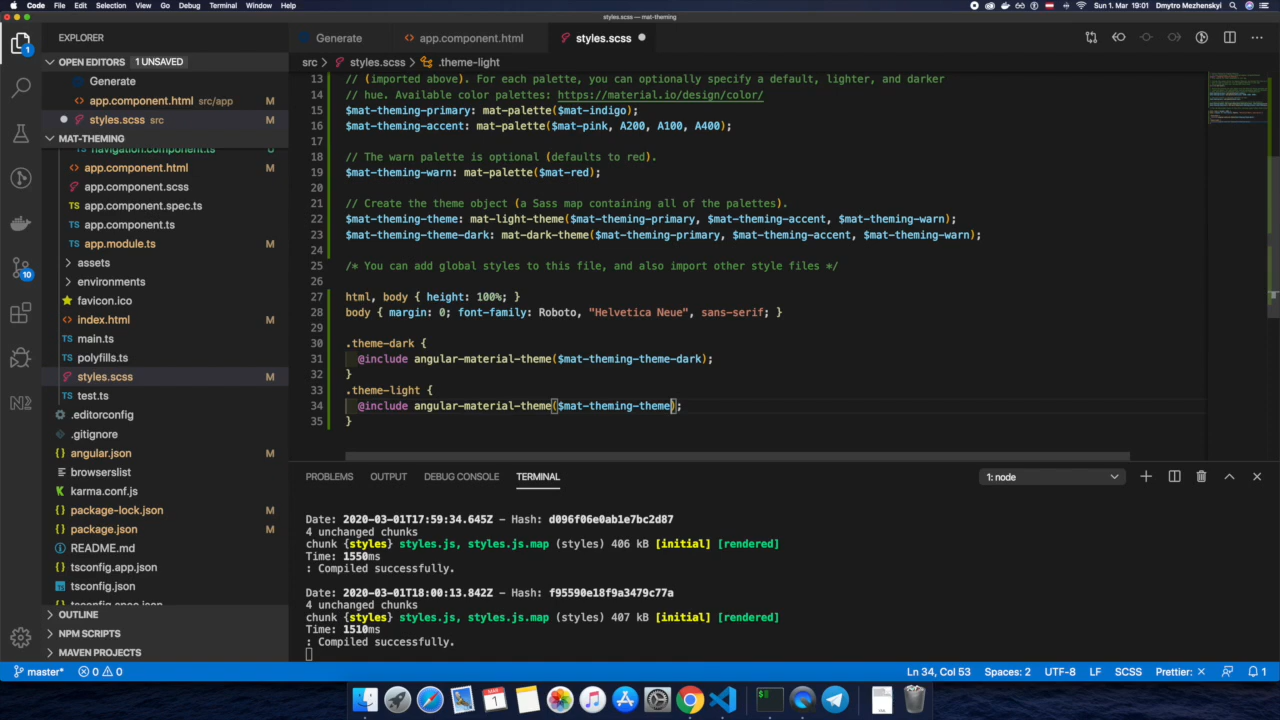 Code File Edit Selection View Go Debug Terminal Window Help Sun 1. Mar 19:01 Dmytro Mezhenskyi
styles.scss — mat-theming
EXPLORER
OPEN EDITORS 1 UNSAVED
Generate
app.component.html src/app M
styles.scss src M
MAT-THEMING
navigation.component.ts U
app.component.html M
app.component.scss
app.component.spec.ts
app.component.ts
app.module.ts M
assets
environments
favicon.ico
index.html M
main.ts
polyfills.ts
styles.scss M
test.ts
.editorconfig
.gitignore
angular.json M
browserslist
karma.conf.js
package-lock.json M
package.json M
README.md
tsconfig.app.json
tsconfig.json
tsconfig.spec.json
OUTLINE
NPM SCRIPTS
MAVEN PROJECTS
1
10
Generate app.component.html styles.scss
src > styles.scss > .theme-light
13 // (imported above). For each palette, you can optionally specify a default, lighter, and darker
14 // hue. Available color palettes: https://material.io/design/color/
15 $mat-theming-primary: mat-palette($mat-indigo);
16 $mat-theming-accent: mat-palette($mat-pink, A200, A100, A400);
17
18 // The warn palette is optional (defaults to red).
19 $mat-theming-warn: mat-palette($mat-red);
20
21 // Create the theme object (a Sass map containing all of the palettes).
22 $mat-theming-theme: mat-light-theme($mat-theming-primary, $mat-theming-accent, $mat-theming-warn);
23 $mat-theming-theme-dark: mat-dark-theme($mat-theming-primary, $mat-theming-accent, $mat-theming-warn);
24
25 /* You can add global styles to this file, and also import other style files */
26
27 html, body { height: 100%; }
28 body { margin: 0; font-family: Roboto, "Helvetica Neue", sans-serif; }
29
30 .theme-dark {
31 @include angular-material-theme($mat-theming-theme-dark);
32 }
33 .theme-light {
34 @include angular-material-theme($mat-theming-theme);
35 }
PROBLEMS OUTPUT DEBUG CONSOLE TERMINAL 1: node
Date: 2020-03-01T17:59:34.645Z - Hash: d096f06e0ab1e7bc2d87
4 unchanged chunks
chunk {styles} styles.js, styles.js.map (styles) 406 kB [initial] [rendered]
Time: 1550ms
: Compiled successfully.
Date: 2020-03-01T18:00:13.842Z - Hash: f95590e18f9a3479c77a
4 unchanged chunks
chunk {styles} styles.js, styles.js.map (styles) 407 kB [initial] [rendered]
Time: 1510ms
: Compiled successfully.
master* 0 0 Ln 34, Col 53 Spaces: 2 UTF-8 LF SCSS Prettier: × 1